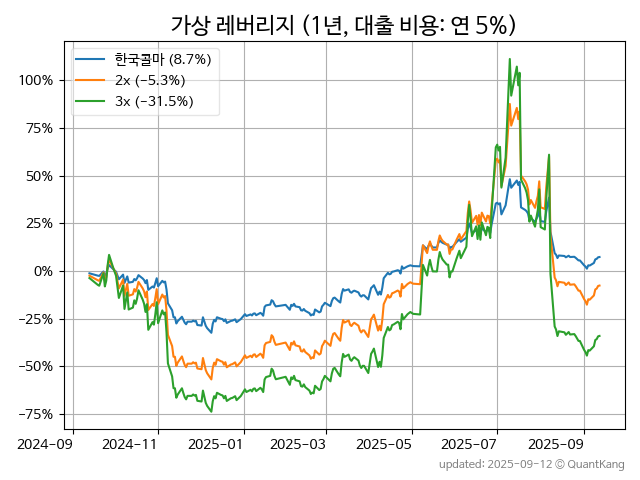 가상 레버리지 (1년, 대출 비용: 연 5%)
한국콜마 (8.7%)
2x (−5.3%)
3x (−31.5%)
100%
75%
50%
25%
0%
−25%
−50%
−75%
2024-09 2024-11 2025-01 2025-03 2025-05 2025-07 2025-09
updated: 2025-09-12 © QuantKang